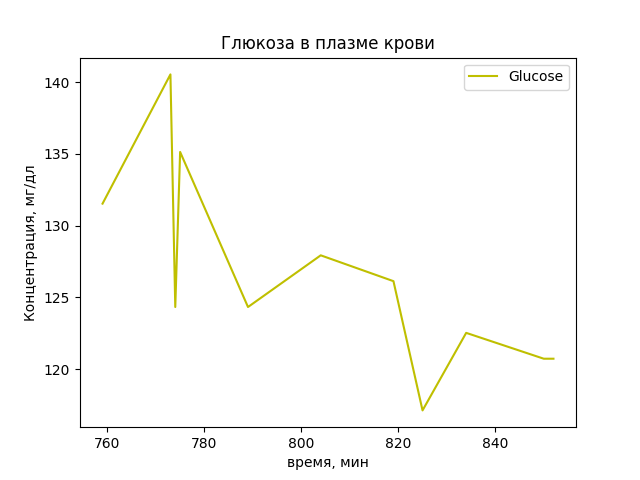 Глюкоза в плазме крови
Glucose
Концентрация, мг/дл
140
135
130
125
120
760 780 800 820 840
время, мин